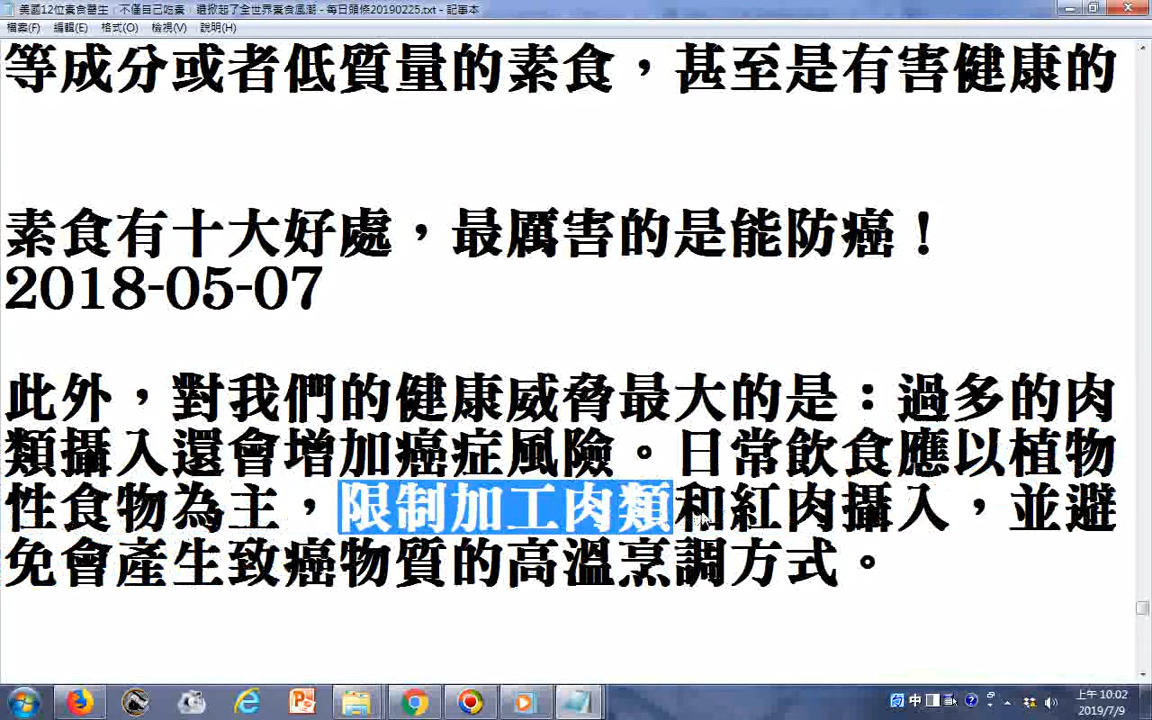 美國12位素食醫生：不僅自己吃素，還掀起了全世界素食風潮 - 每日頭條20190225.txt - 記事本
檔案(F) 編輯(E) 格式(O) 檢視(V) 說明(H)
等成分或者低質量的素食，甚至是有害健康的
素食有十大好處，最厲害的是能防癌！
2018-05-07
此外，對我們的健康威脅最大的是：過多的肉
類攝入還會增加癌症風險。日常飲食應以植物
性食物為主，限制加工肉類和紅肉攝入，並避
免會產生致癌物質的高溫烹調方式。
中
上午 10:02
2019/7/9